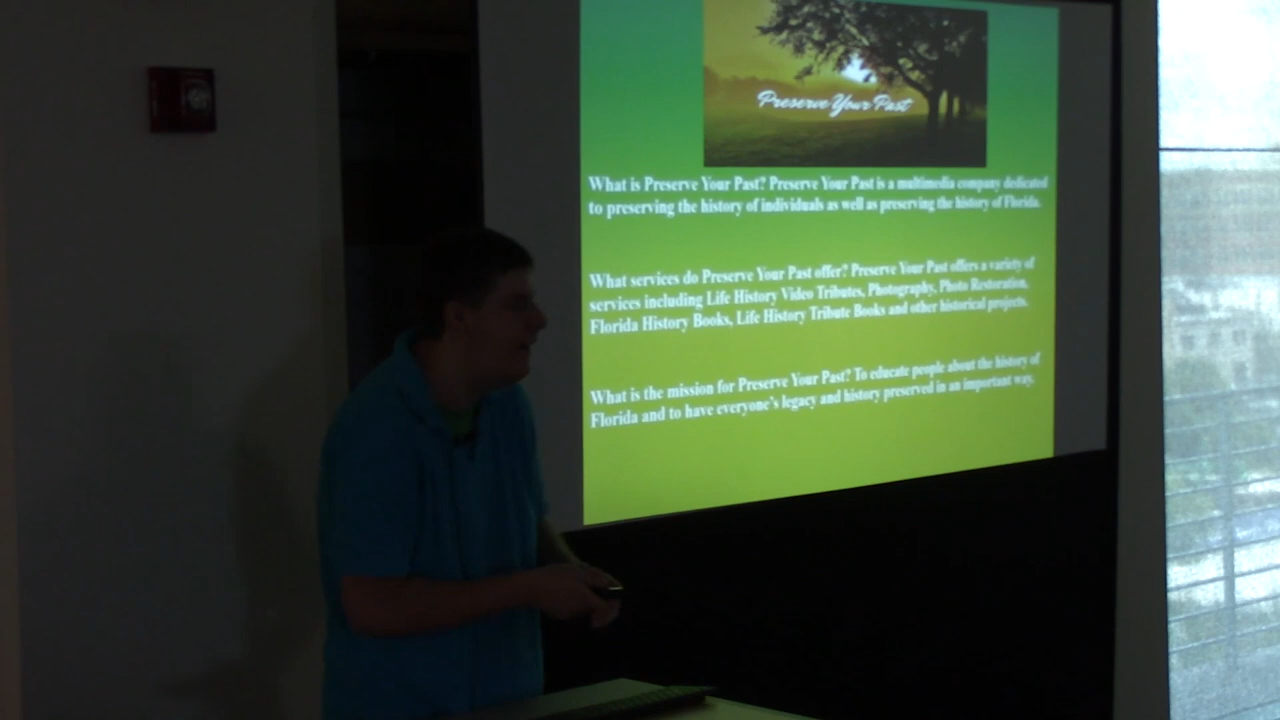 Preserve Your Past
What is Preserve Your Past? Preserve Your Past is a multimedia company dedicated
to preserving the history of individuals as well as preserving the history of Florida.
What services do Preserve Your Past offer? Preserve Your Past offers a variety of
services including Life History Video Tributes, Photography, Photo Restoration,
Florida History Books, Life History Tribute Books and other historical projects.
What is the mission for Preserve Your Past? To educate people about the history of
Florida and to have everyone's legacy and history preserved in an important way.